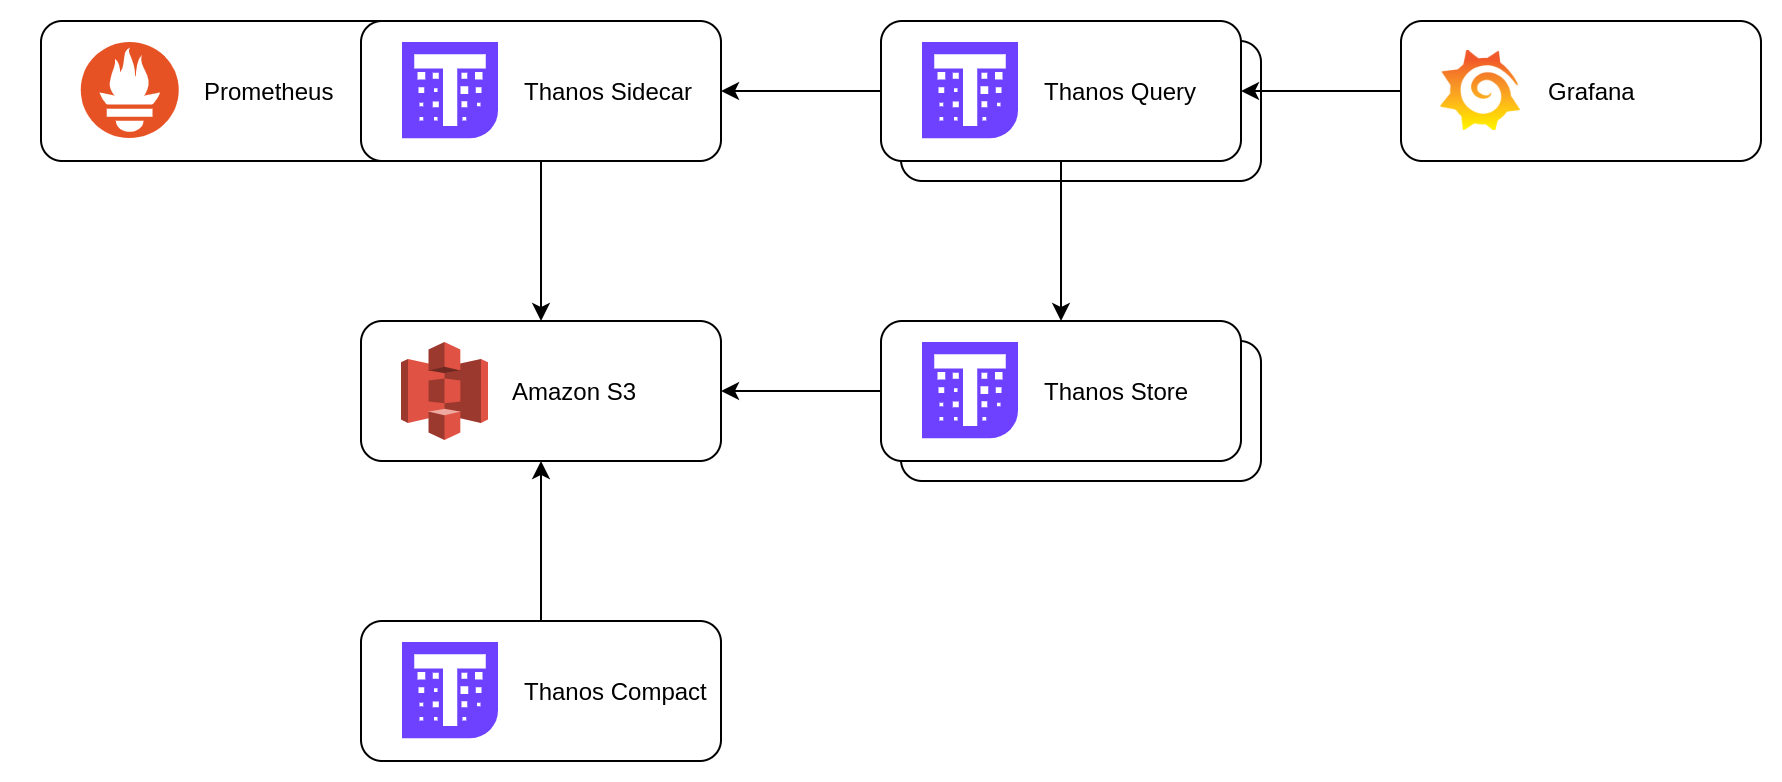 Prometheus
Thanos Sidecar
Thanos Query
Grafana
Amazon S3
Thanos Store
Thanos Compact